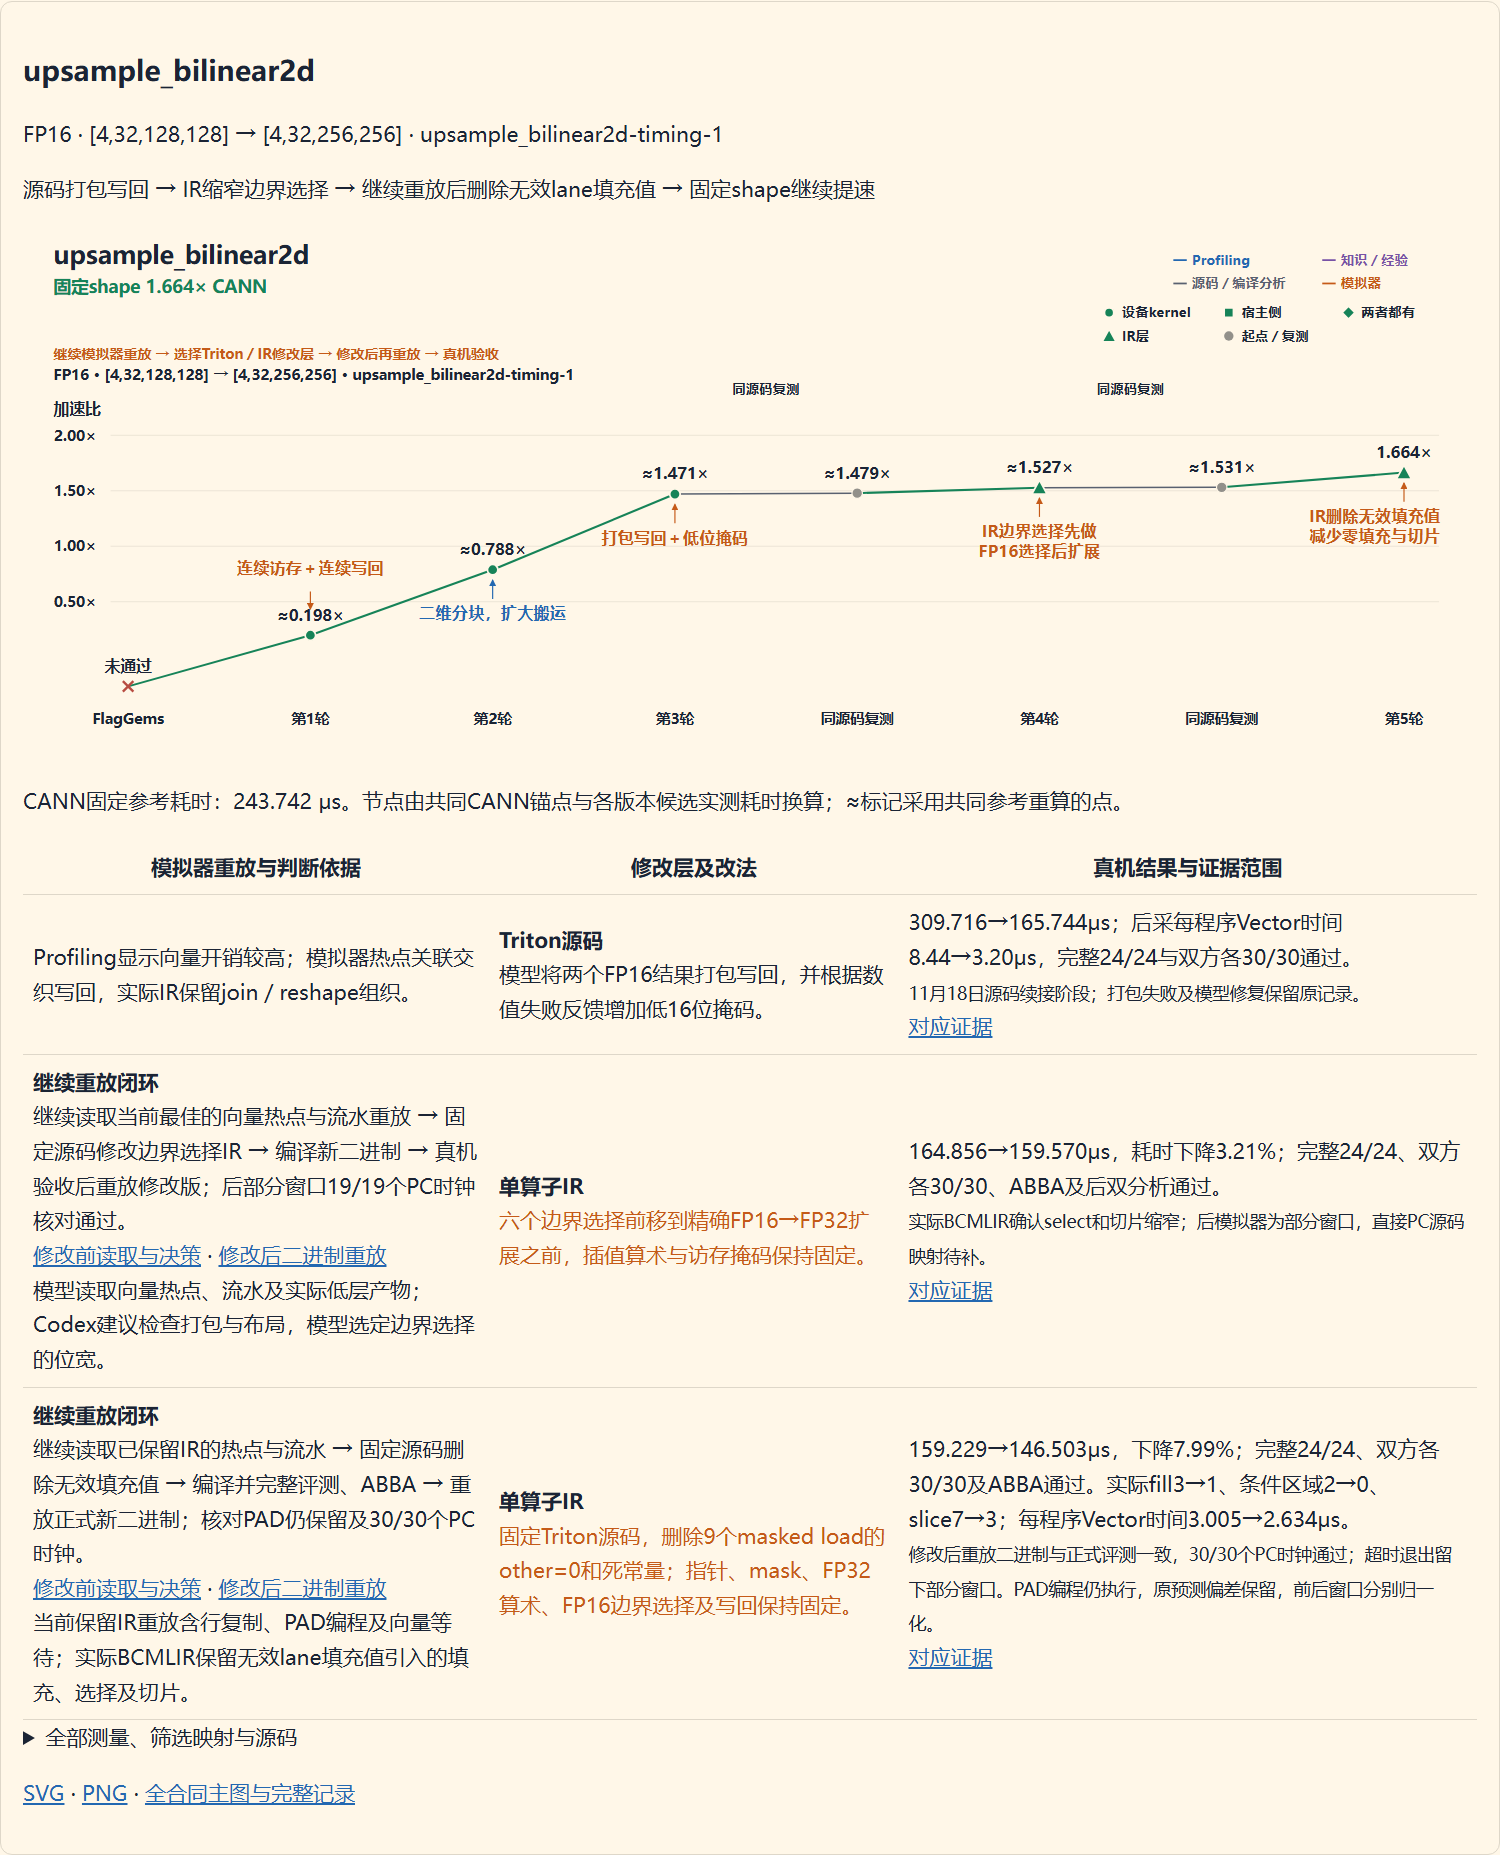 upsample_bilinear2d
FP16 · [4,32,128,128] → [4,32,256,256] · upsample_bilinear2d-timing-1
源码打包写回 → IR缩窄边界选择 → 继续重放后删除无效lane填充值 → 固定shape继续提速
upsample_bilinear2d
固定shape 1.664× CANN
Profiling
知识 / 经验
源码 / 编译分析
模拟器
设备kernel
宿主侧
两者都有
IR层
起点 / 复测
继续模拟器重放 → 选择Triton / IR修改层 → 修改后再重放 → 真机验收
FP16 • [4,32,128,128] → [4,32,256,256] • upsample_bilinear2d-timing-1
同源码复测
同源码复测
加速比
2.00×
1.50×
1.00×
0.50×
未通过
≈0.198×
≈0.788×
≈1.471×
≈1.479×
≈1.527×
≈1.531×
1.664×
连续访存＋连续写回
二维分块，扩大搬运
打包写回＋低位掩码
IR边界选择先做
FP16选择后扩展
IR删除无效填充值
减少零填充与切片
FlagGems
第1轮
第2轮
第3轮
同源码复测
第4轮
同源码复测
第5轮
CANN固定参考耗时：243.742 μs。节点由共同CANN锚点与各版本候选实测耗时换算；≈标记采用共同参考重算的点。
模拟器重放与判断依据
修改层及改法
真机结果与证据范围
Profiling显示向量开销较高；模拟器热点关联交
织写回，实际IR保留join / reshape组织。
Triton源码
模型将两个FP16结果打包写回，并根据数
值失败反馈增加低16位掩码。
309.716→165.744μs；后采每程序Vector时间
8.44→3.20μs，完整24/24与双方各30/30通过。
11月18日源码续接阶段；打包失败及模型修复保留原记录。
对应证据
继续重放闭环
继续读取当前最佳的向量热点与流水重放 → 固
定源码修改边界选择IR → 编译新二进制 → 真机
验收后重放修改版；后部分窗口19/19个PC时钟
核对通过。
修改前读取与决策 · 修改后二进制重放
模型读取向量热点、流水及实际低层产物；
Codex建议检查打包与布局，模型选定边界选择
的位宽。
单算子IR
六个边界选择前移到精确FP16→FP32扩
展之前，插值算术与访存掩码保持固定。
164.856→159.570μs，耗时下降3.21%；完整24/24、双方
各30/30、ABBA及后双分析通过。
实际BCMLIR确认select和切片缩窄；后模拟器为部分窗口，直接PC源码
映射待补。
对应证据
继续重放闭环
继续读取已保留IR的热点与流水 → 固定源码删
除无效填充值 → 编译并完整评测、ABBA → 重
放正式新二进制；核对PAD仍保留及30/30个PC
时钟。
修改前读取与决策 · 修改后二进制重放
当前保留IR重放含行复制、PAD编程及向量等
待；实际BCMLIR保留无效lane填充值引入的填
充、选择及切片。
单算子IR
固定Triton源码，删除9个masked load的
other=0和死常量；指针、mask、FP32
算术、FP16边界选择及写回保持固定。
159.229→146.503μs，下降7.99%；完整24/24、双方各
30/30及ABBA通过。实际fill3→1、条件区域2→0、
slice7→3；每程序Vector时间3.005→2.634μs。
修改后重放二进制与正式评测一致，30/30个PC时钟通过；超时退出留
下部分窗口。PAD编程仍执行，原预测偏差保留，前后窗口分别归一
化。
对应证据
▶ 全部测量、筛选映射与源码
SVG · PNG · 全合同主图与完整记录